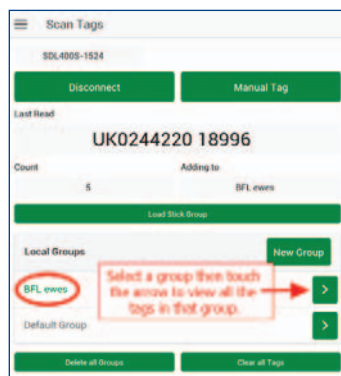 Scan Tags
SDL400S-1524
Disconnect
Manual Tag
Last Read
UK0244220 18996
Count
Adding to
5
BFL ewes
Load Stick Group
Local Groups
New Group
BFL ewes
Select a group then touch
the arrow to view all the
tags in that group.
Default Group
Delete all Groups
Clear all Tags